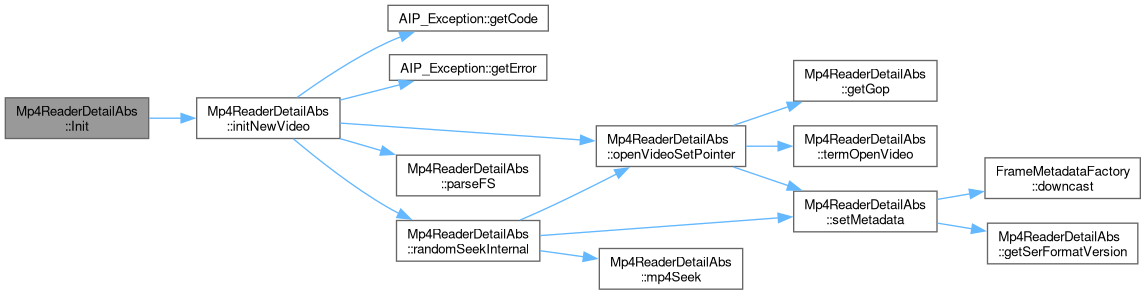 Mp4ReaderDetailAbs
::Init
Mp4ReaderDetailAbs
::initNewVideo
AIP_Exception::getCode
AIP_Exception::getError
Mp4ReaderDetailAbs
::openVideoSetPointer
Mp4ReaderDetailAbs
::parseFS
Mp4ReaderDetailAbs
::randomSeekInternal
Mp4ReaderDetailAbs
::getGop
Mp4ReaderDetailAbs
::termOpenVideo
Mp4ReaderDetailAbs
::setMetadata
Mp4ReaderDetailAbs
::mp4Seek
FrameMetadataFactory
::downcast
Mp4ReaderDetailAbs
::getSerFormatVersion